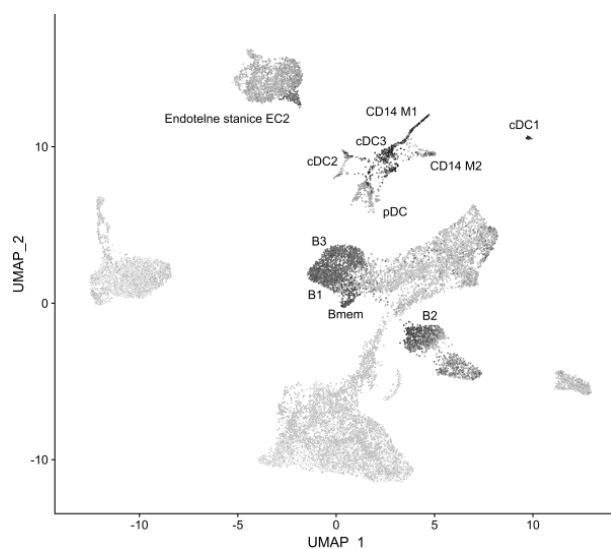 Endotelne stanice EC2
CD14 M1
cDC1
cDC3
cDC2
CD14 M2
pDC
B3
B1
Bmem
B2
10
0
-10
UMAP_2
-10
-5
0
5
10
UMAP_1